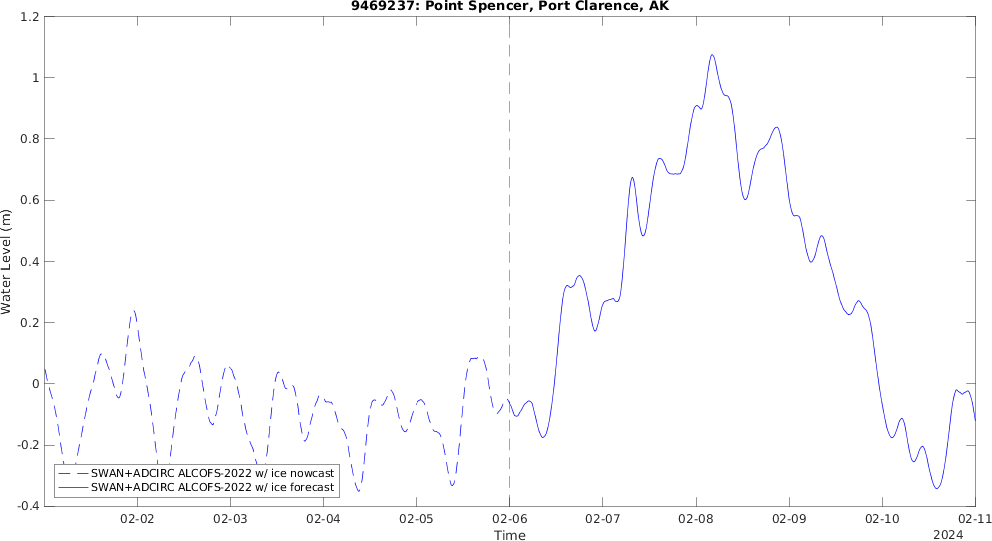 9469237: Point Spencer, Port Clarence, AK
1.2
1
0.8
0.6
0.4
0.2
0
-0.2
-0.4
Water Level (m)
SWAN+ADCIRC ALCOFS-2022 w/ ice nowcast
SWAN+ADCIRC ALCOFS-2022 w/ ice forecast
02-02 02-03 02-04 02-05 02-06 02-07 02-08 02-09 02-10 02-11
Time
2024